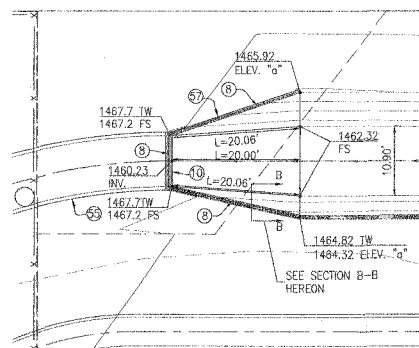 1465.92
ELEV. "a"
57
8
1467.7 TW
1467.2 FS
8
L=20.06'
L=20.00'
1462.32
FS
10.90'
1460.23
INV.
10
L=20.06'
B
1467.7TW
1467.2 FS
55
8
B
1464.82 TW
1464.32 ELEV. "a"
SEE SECTION B-B
HEREON